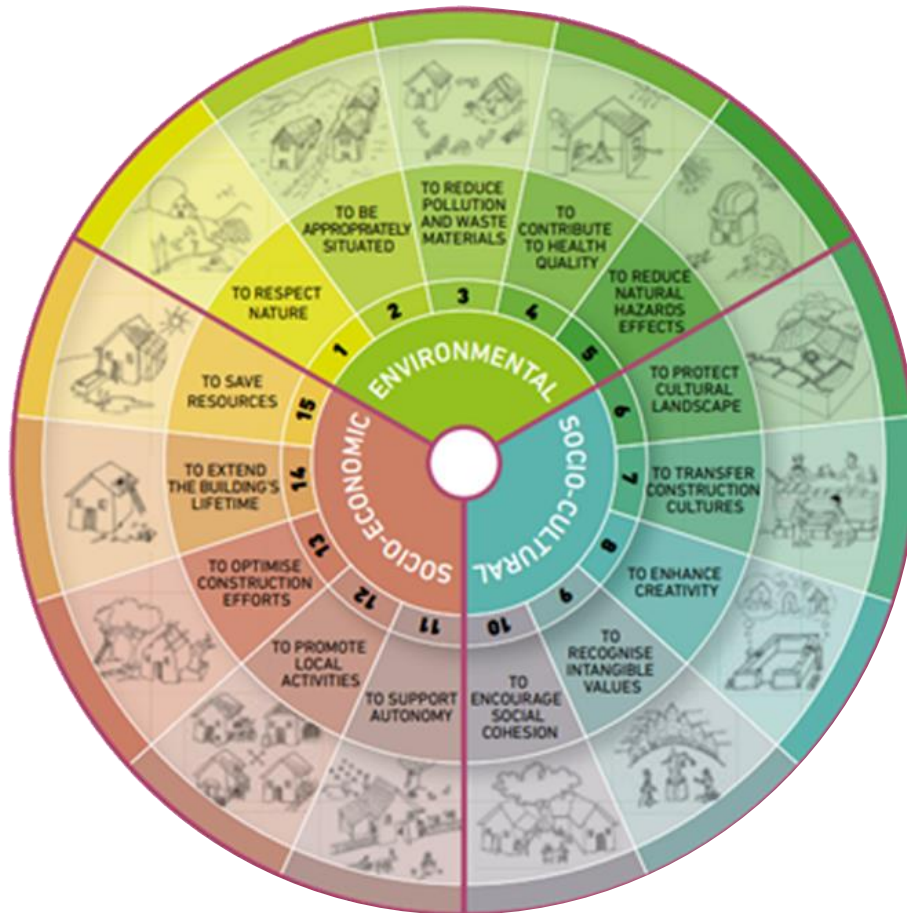 ENVIRONMENTAL
1
TO RESPECT
NATURE
2
TO BE
APPROPRIATELY
SITUATED
3
TO REDUCE
POLLUTION
AND WASTE
MATERIALS
4
TO
CONTRIBUTE
TO HEALTH
QUALITY
5
TO REDUCE
NATURAL
HAZARDS
EFFECTS
SOCIO-CULTURAL
6
TO PROTECT
CULTURAL
LANDSCAPE
7
TO TRANSFER
CONSTRUCTION
CULTURES
8
TO ENHANCE
CREATIVITY
9
TO
RECOGNISE
INTANGIBLE
VALUES
10
TO
ENCOURAGE
SOCIAL
COHESION
SOCIO-ECONOMIC
11
TO SUPPORT
AUTONOMY
12
TO PROMOTE
LOCAL
ACTIVITIES
13
TO OPTIMISE
CONSTRUCTION
EFFORTS
14
TO EXTEND
THE BUILDING'S
LIFETIME
15
TO SAVE
RESOURCES